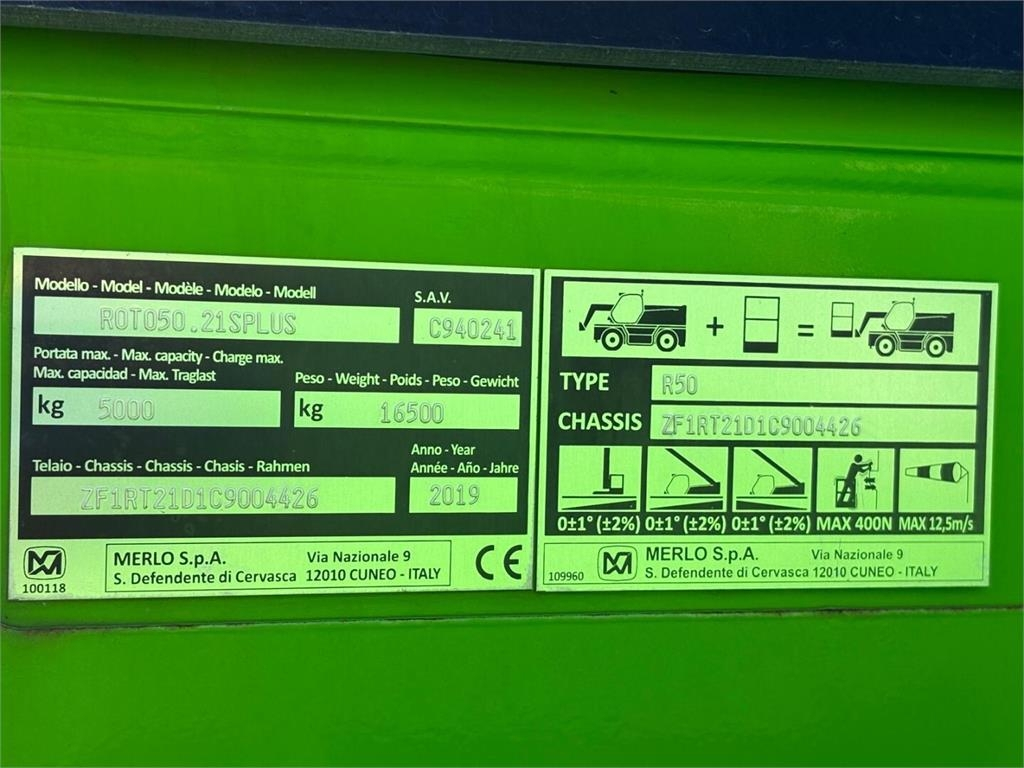 Modello - Model - Modèle - Modelo - Modell
ROTO50.21SPLUS
S.A.V.
C940241
Portata max. - Max. capacity - Charge max.
Max. capacidad - Max. Traglast
kg 5000
Peso - Weight - Poids - Peso - Gewicht
kg 16500
Telaio - Chassis - Chassis - Chasis - Rahmen
ZF1RT21D1C9004426
Anno - Year
Année - Año - Jahre
2019
100118
MERLO S.p.A. Via Nazionale 9
S. Defendente di Cervasca 12010 CUNEO - ITALY
CE
+ =
TYPE R50
CHASSIS ZF1RT21D1C9004426
0±1° (±2%) 0±1° (±2%) 0±1° (±2%) MAX 400N MAX 12,5m/s
109960
MERLO S.p.A. Via Nazionale 9
S. Defendente di Cervasca 12010 CUNEO - ITALY